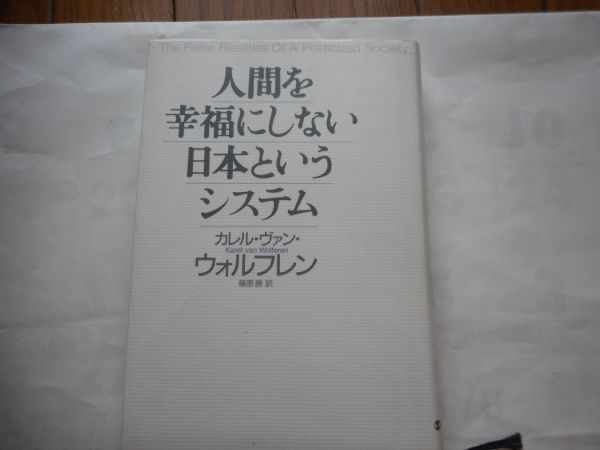 The False Realities Of A Politicized Society
人間を
幸福にしない
日本という
システム
カレル・ヴァン・
Karel van Wolferen
ウォルフレン
篠原勝 訳